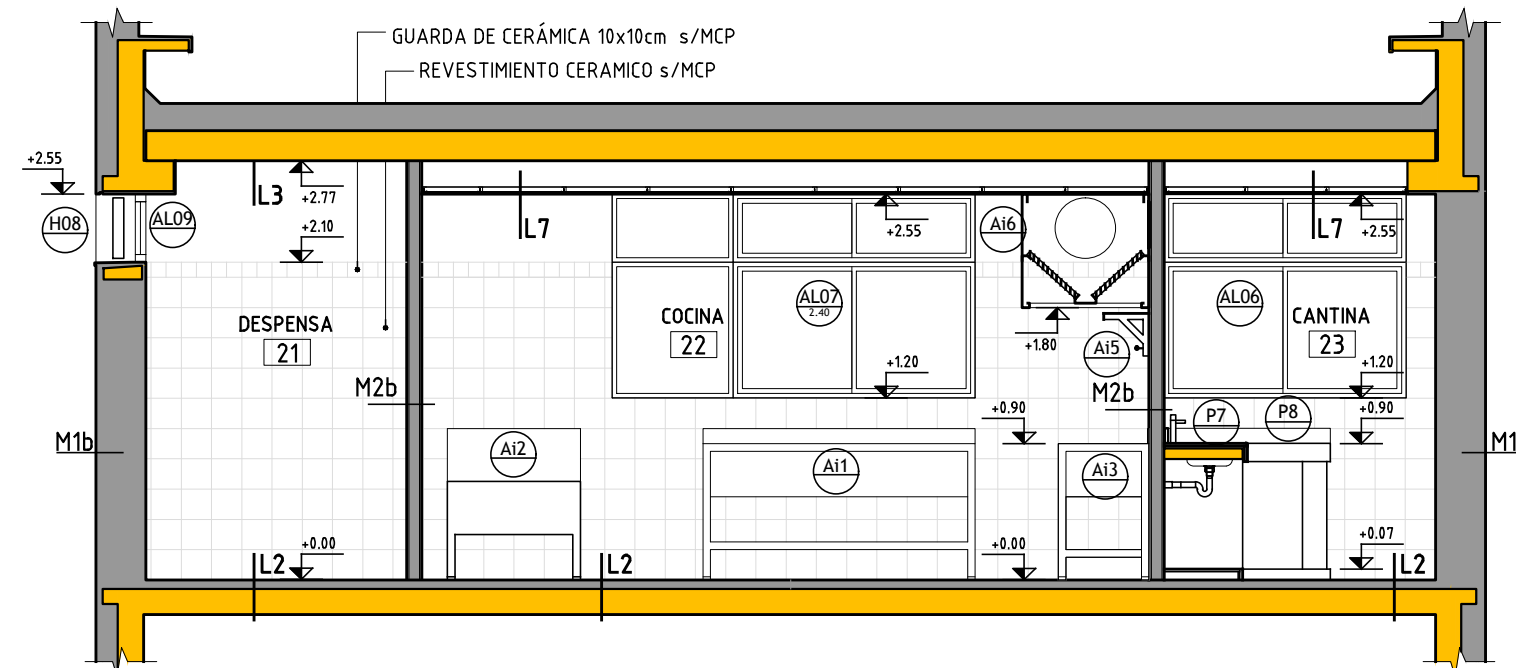 GUARDA DE CERÁMICA 10x10cm s/MCP
REVESTIMIENTO CERAMICO s/MCP
+2.55
H08
AL09
L3
+2.77
+2.10
L7
+2.55
Ai6
L7
+2.55
DESPENSA
21
COCINA
22
AL07
2.40
+1.80
Ai5
AL06
CANTINA
23
M2b
+1.20
M2b
+1.20
+0.90
P7
P8
+0.90
M1b
Ai2
Ai1
Ai3
M1
L2
+0.00
L2
+0.00
+0.07
L2